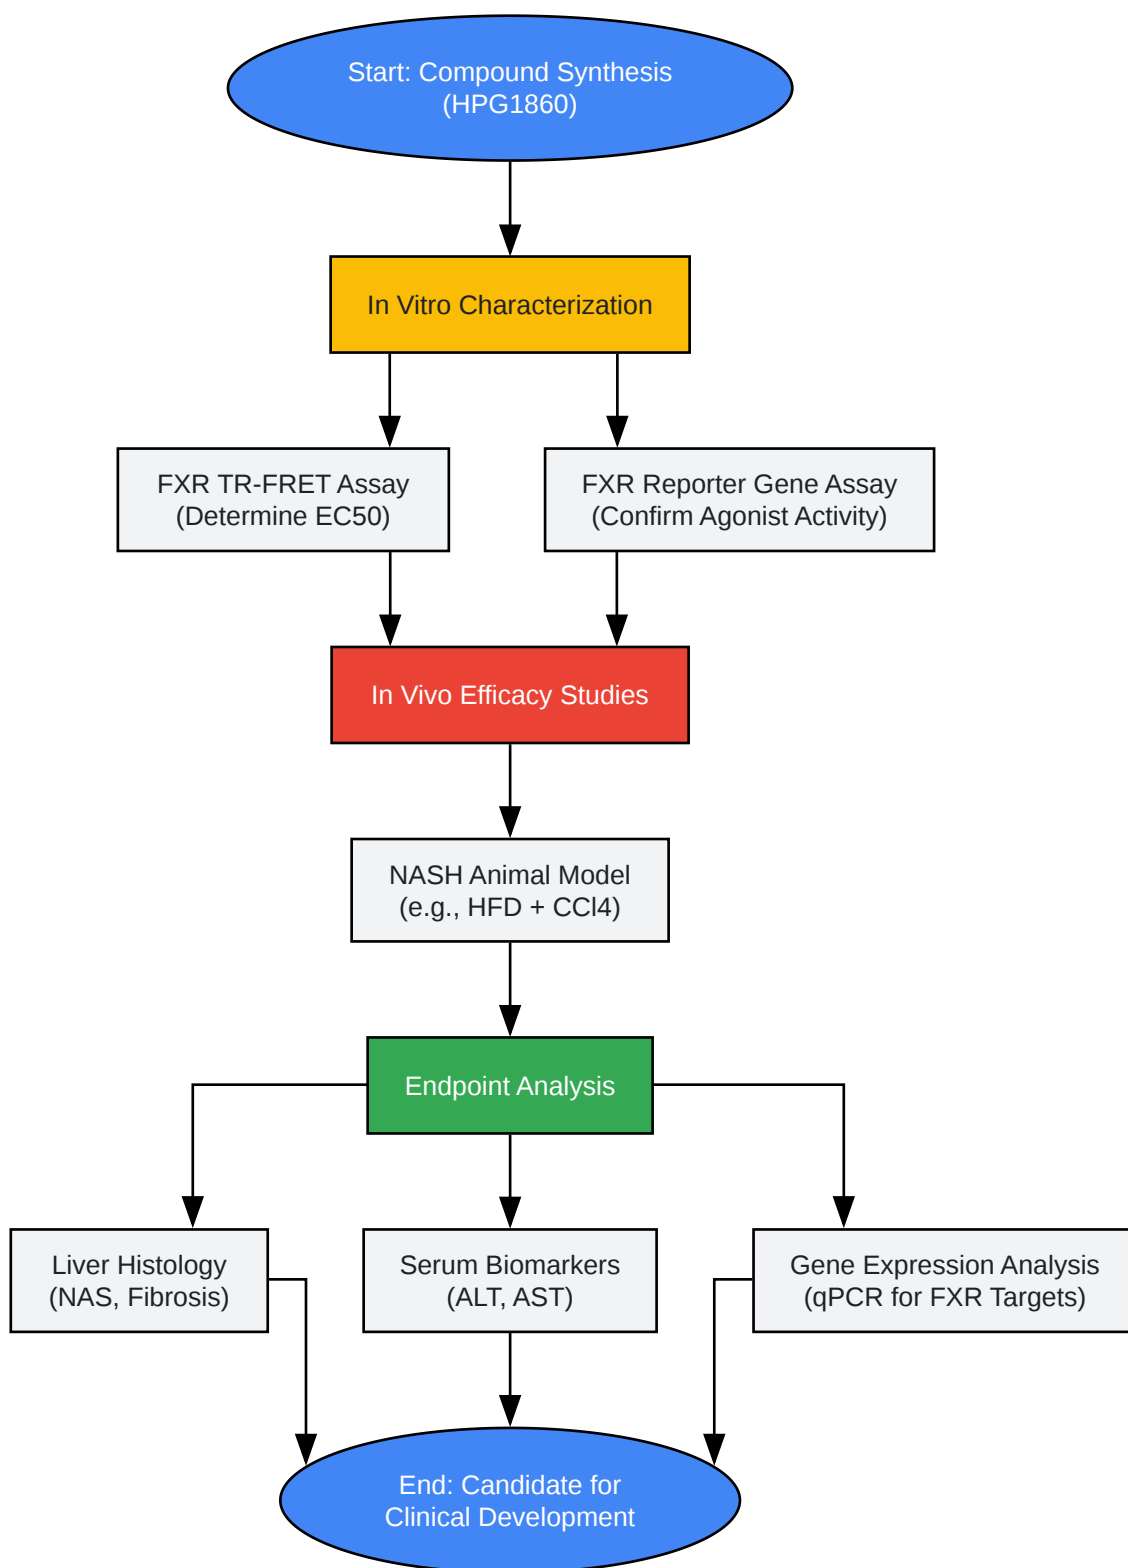 Start: Compound Synthesis
(HPG1860)
In Vitro Characterization
FXR TR-FRET Assay
(Determine EC50)
FXR Reporter Gene Assay
(Confirm Agonist Activity)
In Vivo Efficacy Studies
NASH Animal Model
(e.g., HFD + CCl4)
Endpoint Analysis
Liver Histology
(NAS, Fibrosis)
Serum Biomarkers
(ALT, AST)
Gene Expression Analysis
(qPCR for FXR Targets)
End: Candidate for
Clinical Development